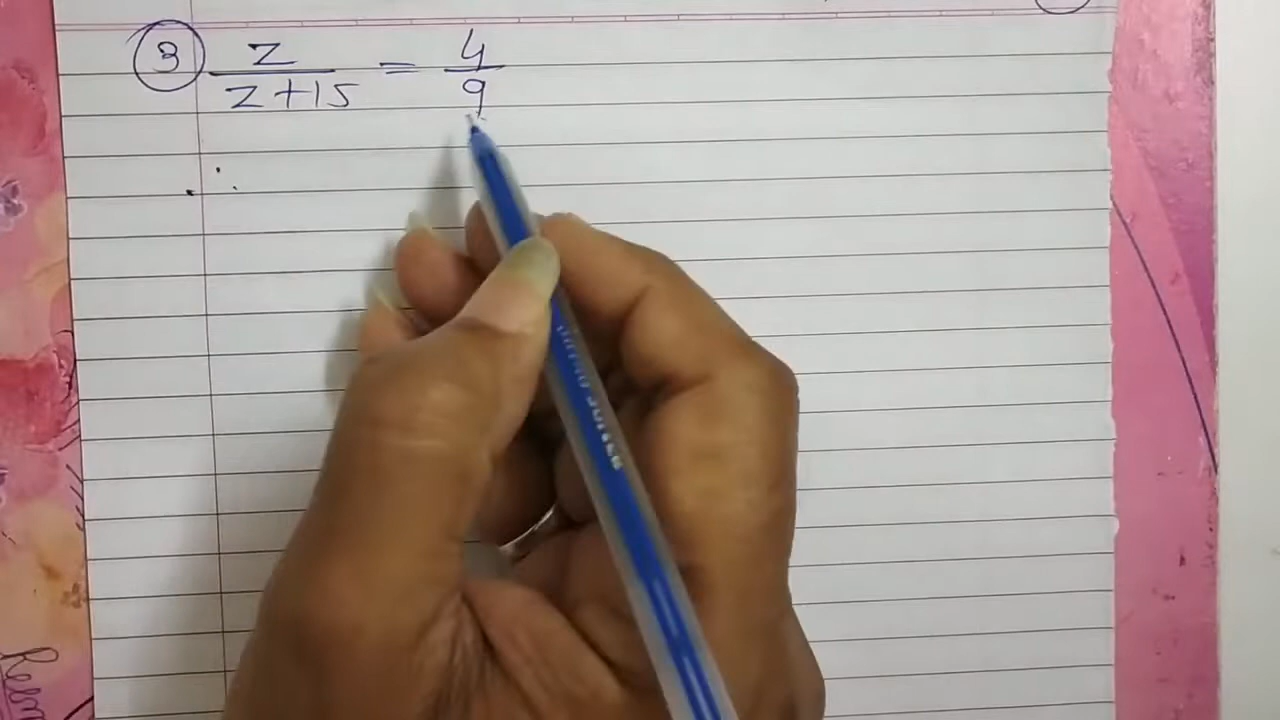 ③ z/(z+15) = 4/9
∴